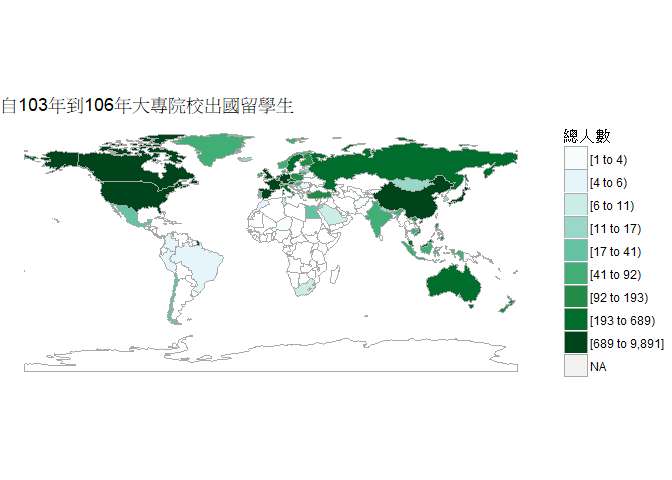 自103年到106年大專院校出國留學生
總人數
[1 to 4)
[4 to 6)
[6 to 11)
[11 to 17)
[17 to 41)
[41 to 92)
[92 to 193)
[193 to 689)
[689 to 9,891]
NA